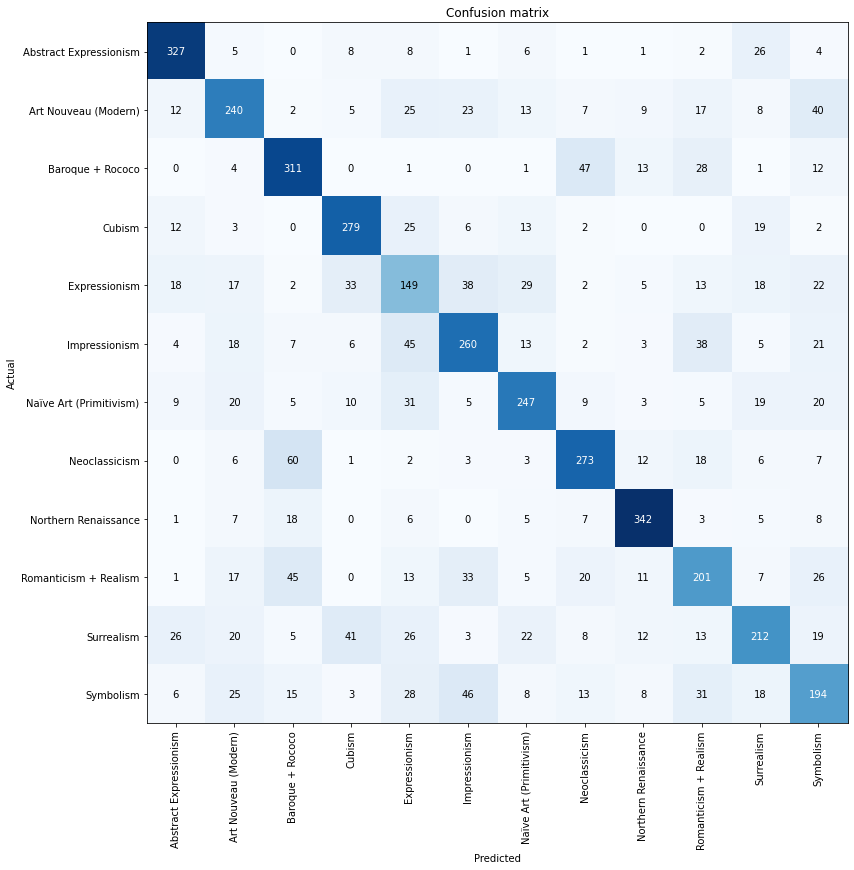 Confusion matrix
Abstract Expressionism 327 5 0 8 8 1 6 1 1 2 26 4
Art Nouveau (Modern) 12 240 2 5 25 23 13 7 9 17 8 40
Baroque + Rococo 0 4 311 0 1 0 1 47 13 28 1 12
Cubism 12 3 0 279 25 6 13 2 0 0 19 2
Expressionism 18 17 2 33 149 38 29 2 5 13 18 22
Impressionism 4 18 7 6 45 260 13 2 3 38 5 21
Actual
Naïve Art (Primitivism) 9 20 5 10 31 5 247 9 3 5 19 20
Neoclassicism 0 6 60 1 2 3 3 273 12 18 6 7
Northern Renaissance 1 7 18 0 6 0 5 7 342 3 5 8
Romanticism + Realism 1 17 45 0 13 33 5 20 11 201 7 26
Surrealism 26 20 5 41 26 3 22 8 12 13 212 19
Symbolism 6 25 15 3 28 46 8 13 8 31 18 194
Abstract Expressionism
Art Nouveau (Modern)
Baroque + Rococo
Cubism
Expressionism
Impressionism
Naïve Art (Primitivism)
Neoclassicism
Northern Renaissance
Romanticism + Realism
Surrealism
Symbolism
Predicted